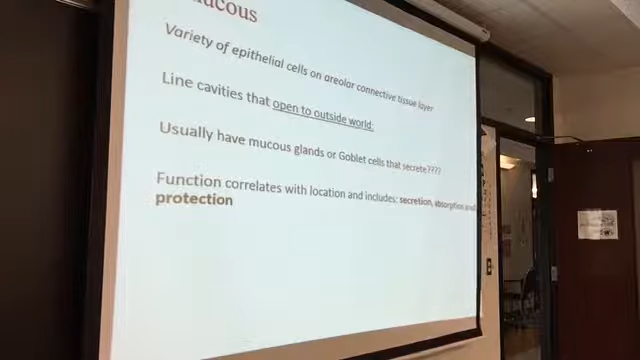 mucous
Variety of epithelial cells on areolar connective tissue layer
Line cavities that open to outside world:
Usually have mucous glands or Goblet cells that secrete????
Function correlates with location and includes: secretion, absorption and
protection